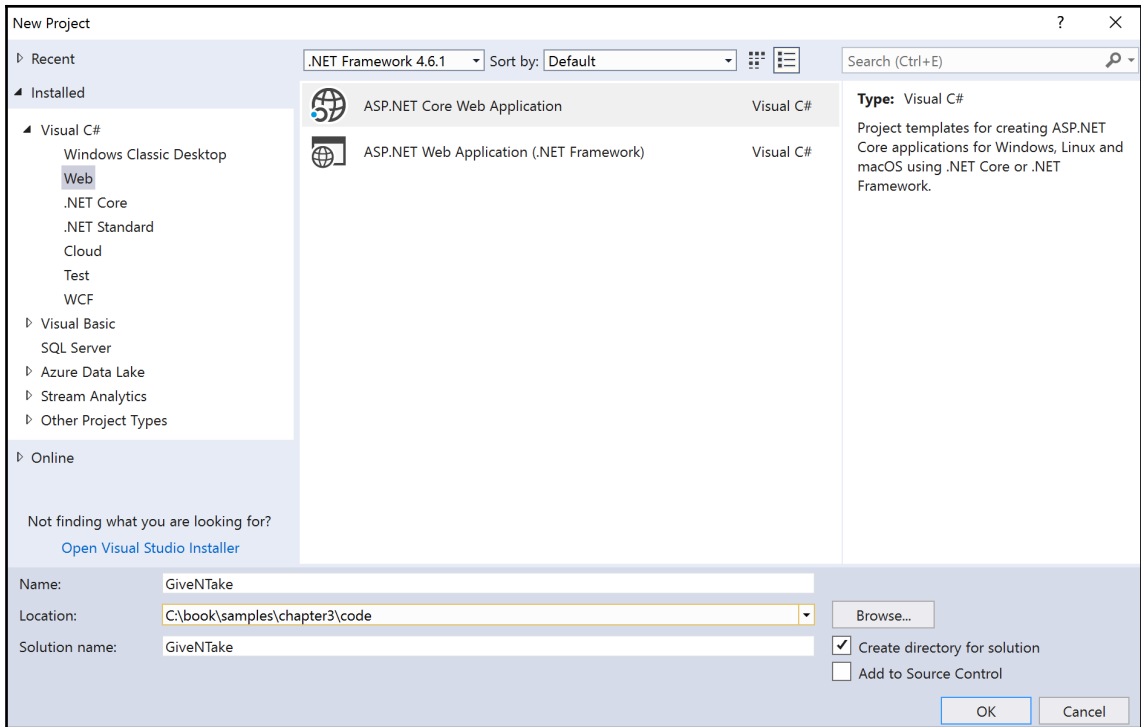 New Project
?
Recent
Installed
Visual C#
Windows Classic Desktop
Web
.NET Core
.NET Standard
Cloud
Test
WCF
Visual Basic
SQL Server
Azure Data Lake
Stream Analytics
Other Project Types
Online
Not finding what you are looking for?
Open Visual Studio Installer
.NET Framework 4.6.1
Sort by: Default
ASP.NET Core Web Application Visual C#
ASP.NET Web Application (.NET Framework) Visual C#
Search (Ctrl+E)
Type: Visual C#
Project templates for creating ASP.NET
Core applications for Windows, Linux and
macOS using .NET Core or .NET
Framework.
Name: GiveNTake
Location: C:\book\samples\chapter3\code
Browse...
Solution name: GiveNTake
Create directory for solution
Add to Source Control
OK
Cancel